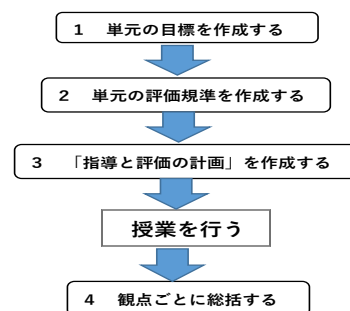 1 単元の目標を作成する
2 単元の評価規準を作成する
3 「指導と評価の計画」を作成する
授業を行う
4 観点ごとに総括する